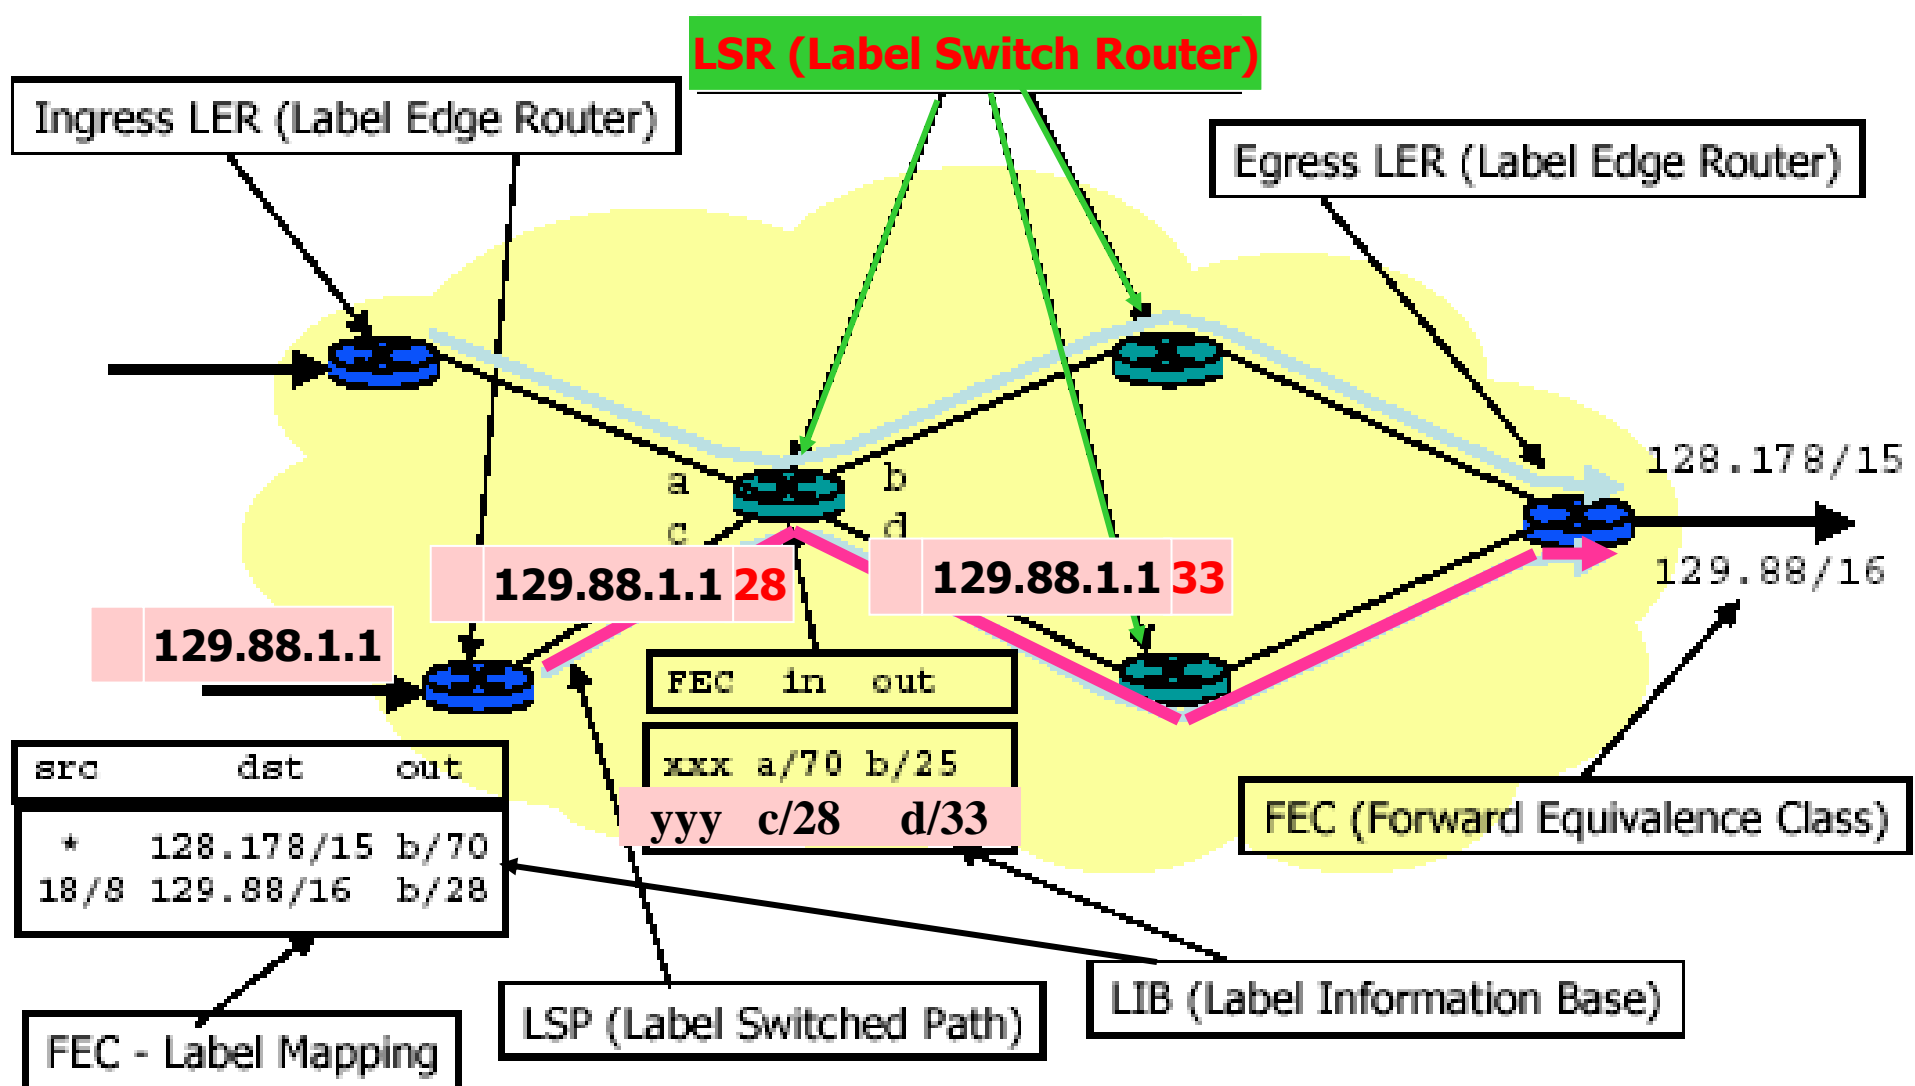 LSR (Label Switch Router)
Ingress LER (Label Edge Router)
Egress LER (Label Edge Router)
128.178/15
a
b
c
d
129.88.1.1 28
129.88.1.1 33
129.88/16
129.88.1.1
FEC in out
xxx a/70 b/25
yyy c/28 d/33
src dst out
* 128.178/15 b/70
18/8 129.88/16 b/28
FEC (Forward Equivalence Class)
LIB (Label Information Base)
LSP (Label Switched Path)
FEC - Label Mapping